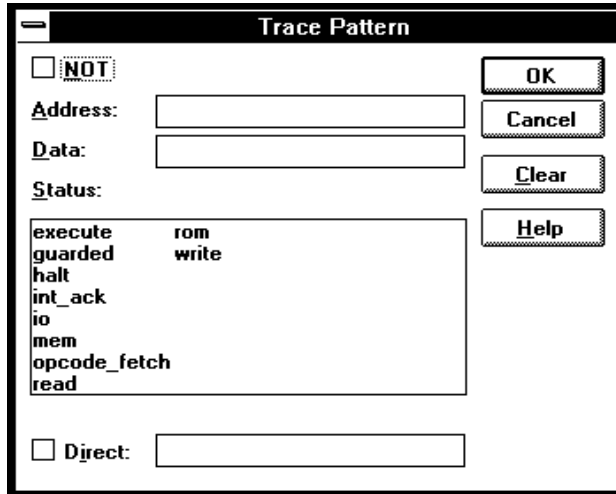 Trace Pattern
NOT
OK
Address:
Cancel
Data:
Clear
Status:
Help
execute rom
guarded write
halt
int_ack
io
mem
opcode_fetch
read
Direct: